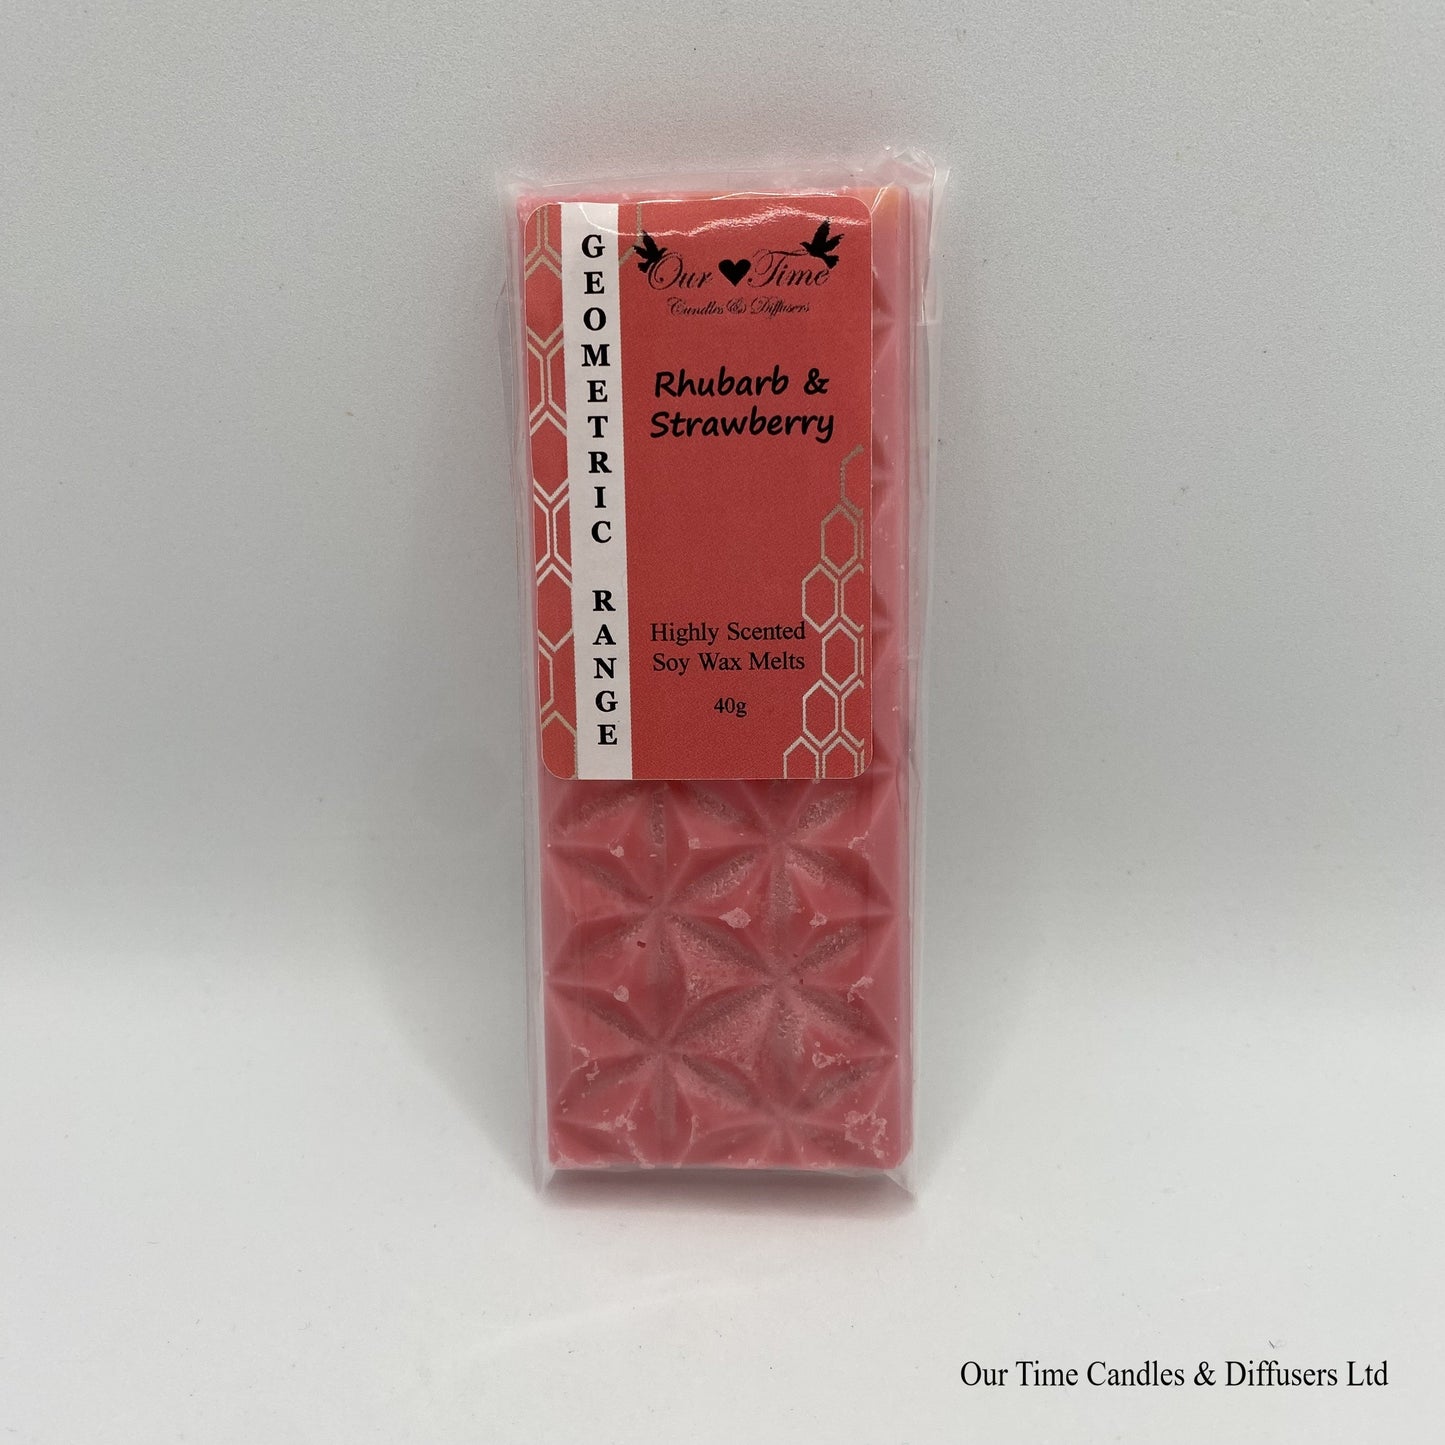 GEOMETRIC RANGE
Our Time
Candles & Diffusers
Rhubarb &
Strawberry
Highly Scented
Soy Wax Melts
40g
Our Time Candles & Diffusers Ltd